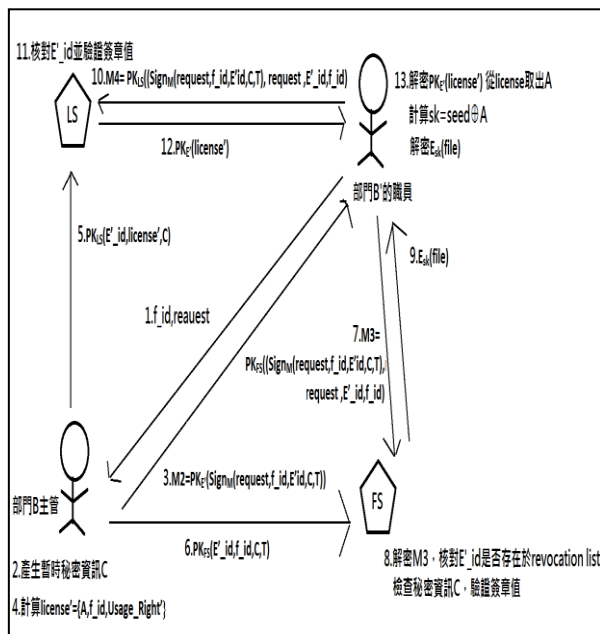 11.核對E'_id並驗證簽章值
10.M4= PKLS((SignM(request,f_id,E'id,C,T), request ,E'_id,f_id)
LS
12.PKE'(license')
13.解密PKE'(license') 從license取出A
計算sk=seed⊕A
解密Esk(file)
部門B'的職員
5.PKLS(E'_id,license',C)
9.Esk(file)
1.f_id,reauest
7.M3=
PKFS((SignM(request,f_id,E'id,C,T),
request ,E'_id,f_id)
部門B主管
3.M2=PKE'(SignM(request,f_id,E'id,C,T))
FS
6.PKFS(E'_id,f_id,C,T)
2.產生暫時秘密資訊C
4.計算license'={A,f_id,Usage_Right'}
8.解密M3，核對E'_id是否存在於revocation list
檢查秘密資訊C，驗證簽章值